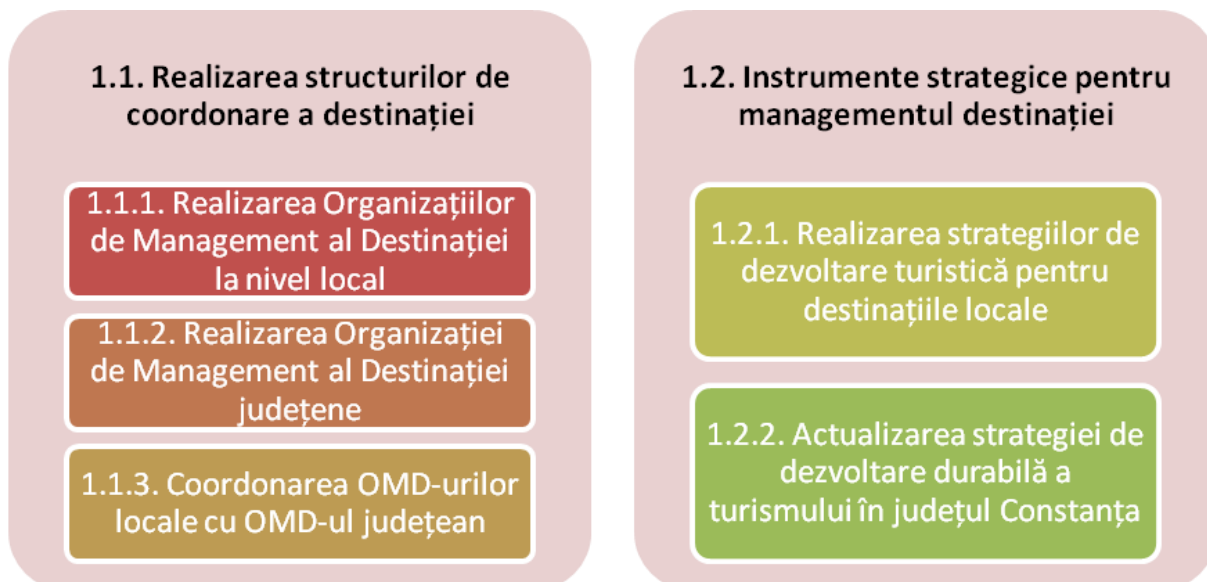 1.1. Realizarea structurilor de
coordonare a destinației
1.1.1. Realizarea Organizațiilor
de Management al Destinației
la nivel local
1.1.2. Realizarea Organizației
de Management al Destinației
județene
1.1.3. Coordonarea OMD-urilor
locale cu OMD-ul județean
1.2. Instrumente strategice pentru
managementul destinației
1.2.1. Realizarea strategiilor de
dezvoltare turistică pentru
destinațiile locale
1.2.2. Actualizarea strategiei de
dezvoltare durabilă a
turismului în județul Constanța